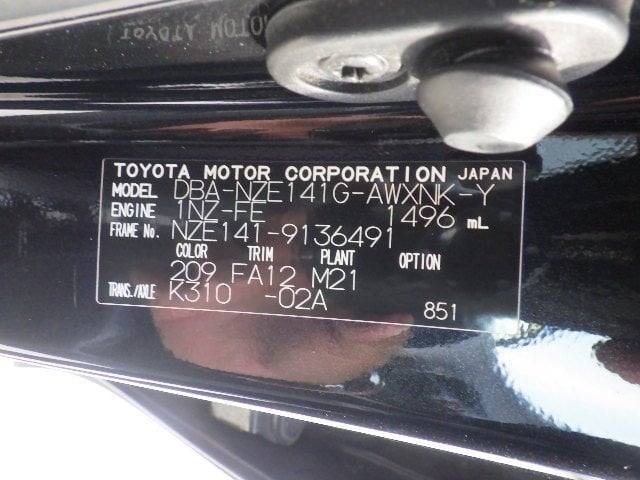 TOYOTA MOTOR CORPORATION JAPAN
MODEL DBA-NZE141G-AWXNK-Y
ENGINE 1NZ-FE 1496 mL
FRAME No. NZE141-9136491
COLOR TRIM PLANT OPTION
209 FA12 M21
TRANS./AXLE K310 -02A
851